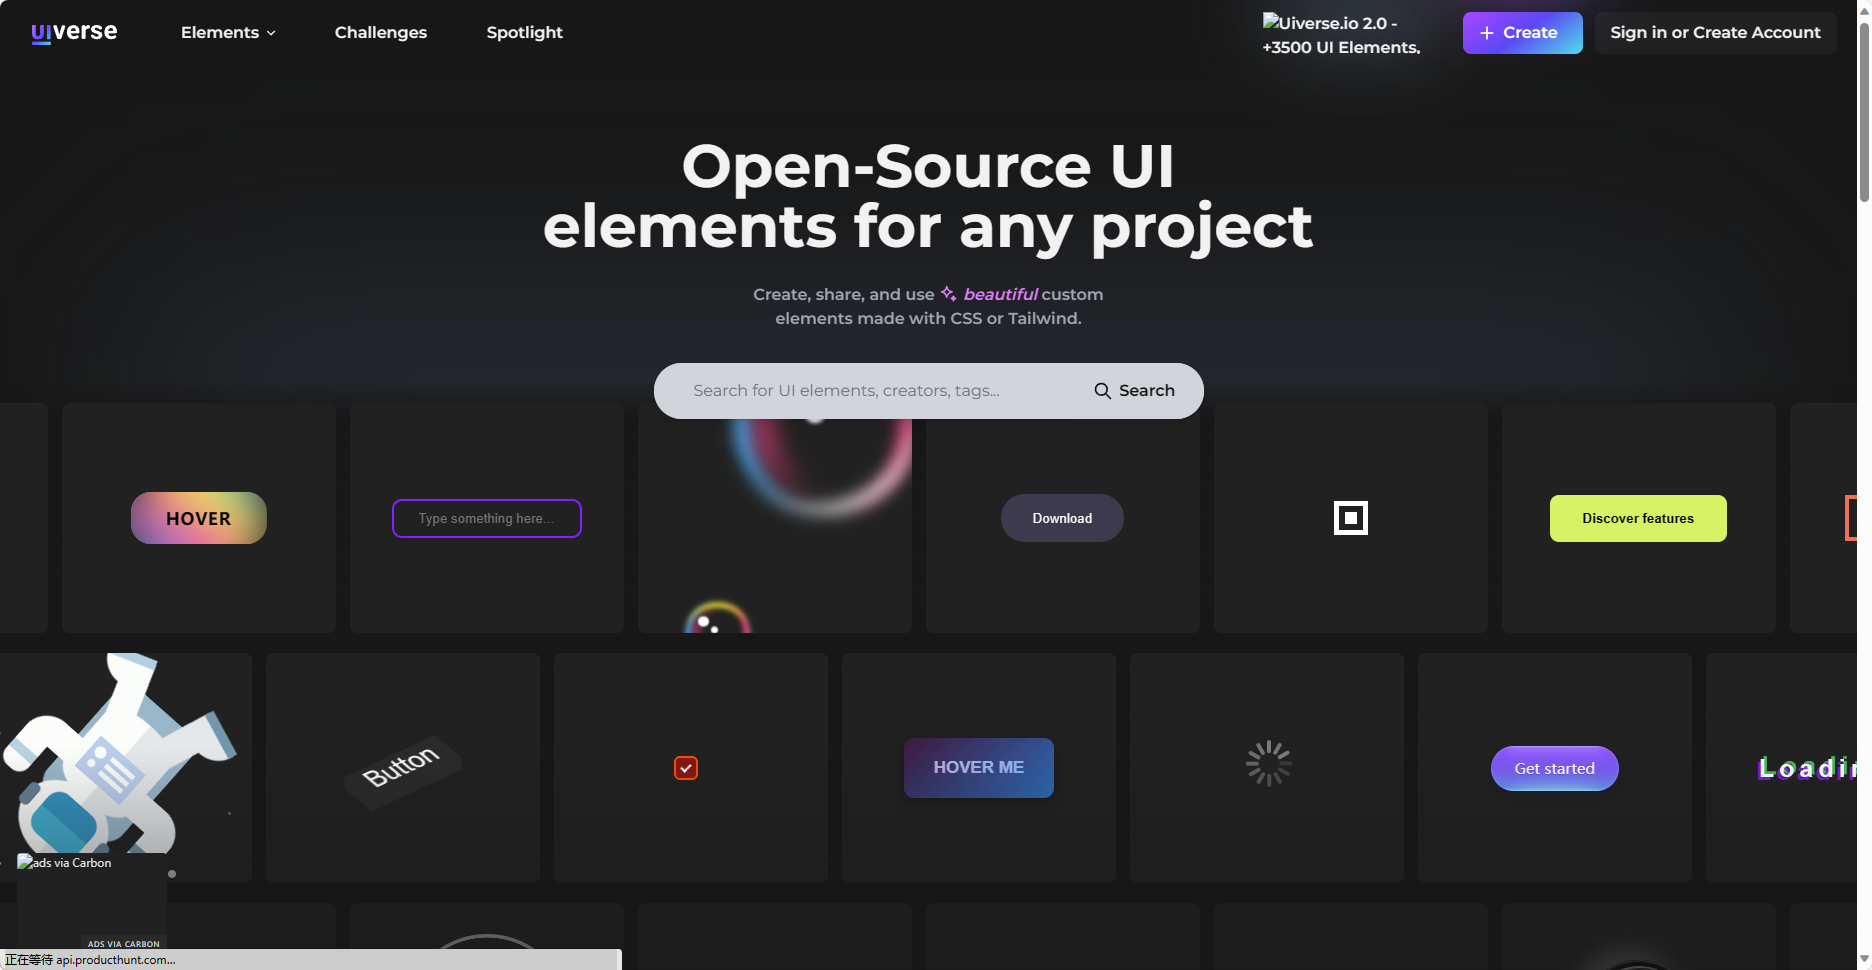 uiverse
Elements
Challenges
Spotlight
Uiverse.io 2.0 -
+3500 UI Elements,
+ Create
Sign in or Create Account
Open-Source UI
elements for any project
Create, share, and use beautiful custom
elements made with CSS or Tailwind.
Search for UI elements, creators, tags...
Search
HOVER
Type something here...
Download
Discover features
Button
HOVER ME
Get started
Loadin
ads via Carbon
ADS VIA CARBON
正在等待 api.producthunt.com...